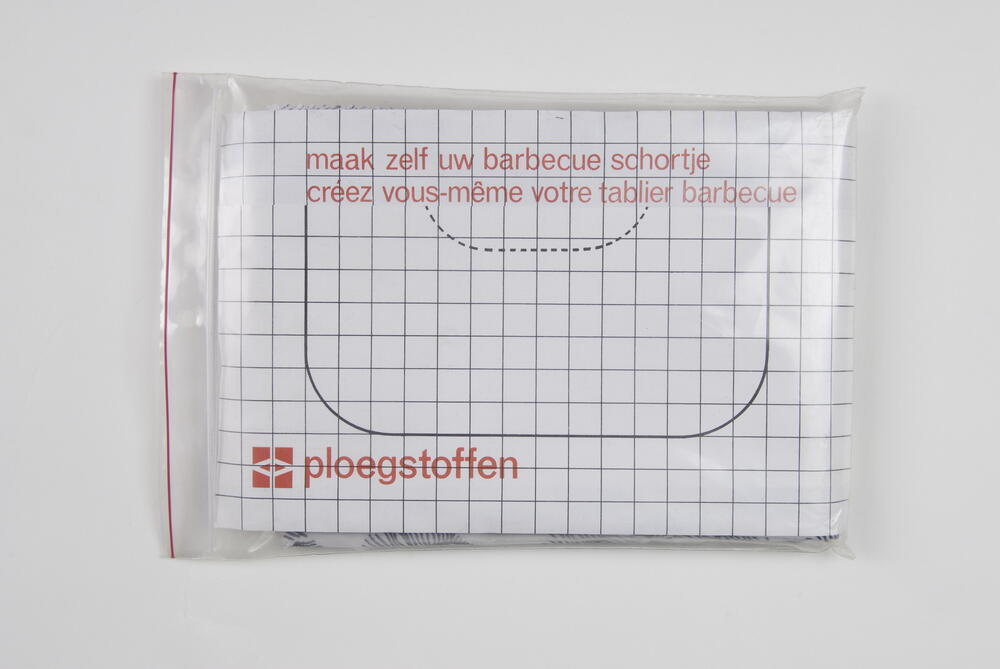 maak zelf uw barbecue schortje
créez vous-même votre tablier barbecue
ploegstoffen